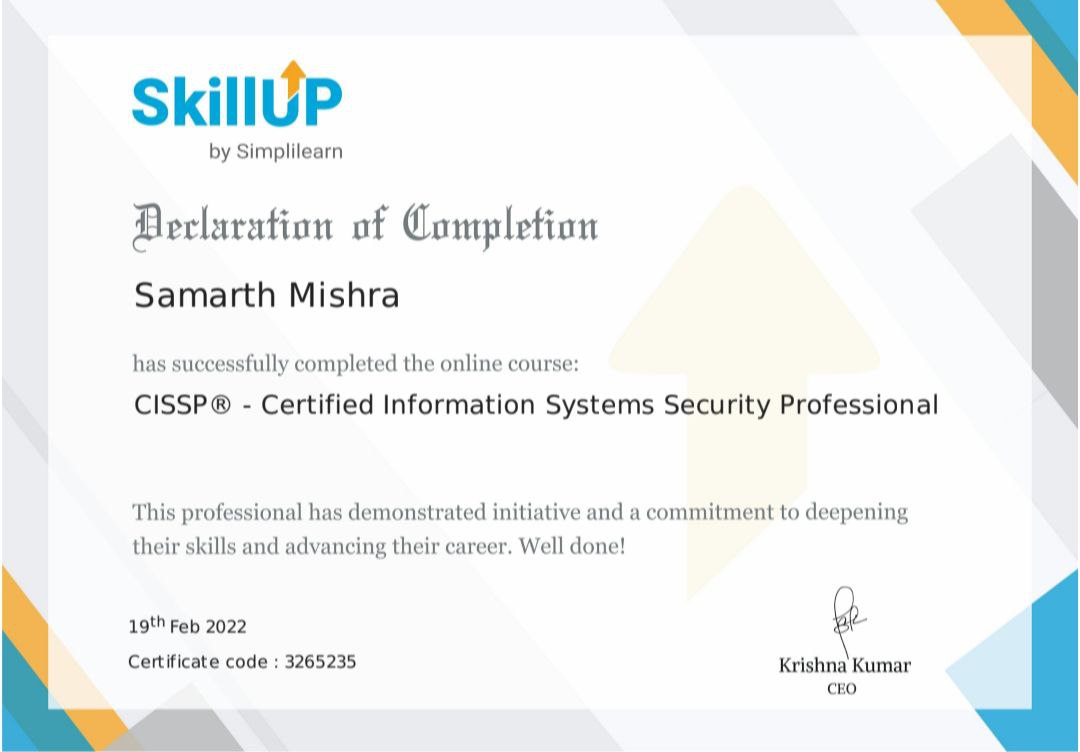 SkillUP
by Simplilearn
Declaration of Completion
Samarth Mishra
has successfully completed the online course:
CISSP® - Certified Information Systems Security Professional
This professional has demonstrated initiative and a commitment to deepening
their skills and advancing their career. Well done!
19th Feb 2022
Certificate code : 3265235
Krishna Kumar
CEO